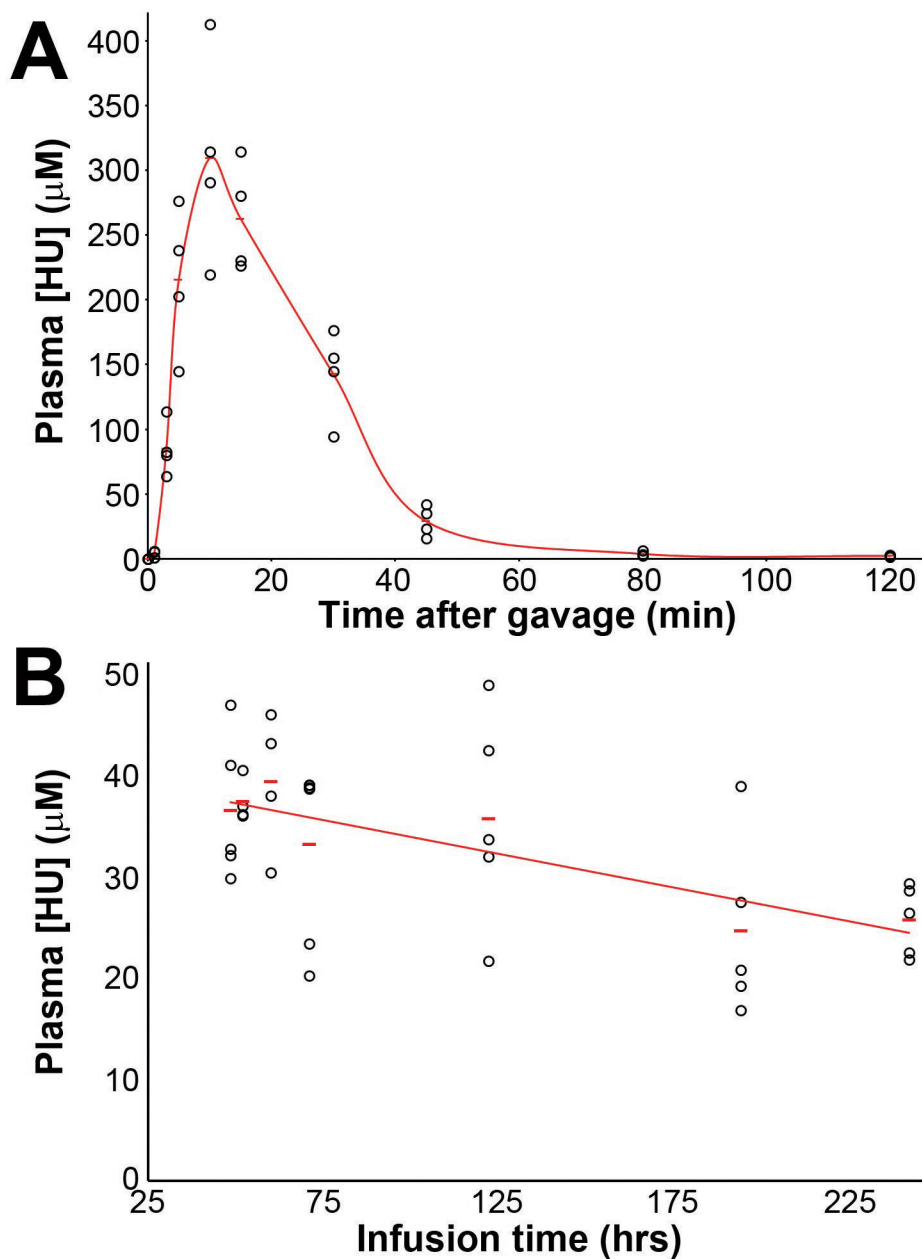 A
Plasma [HU] (μM)
400
350
300
250
200
150
100
50
0
0 20 40 60 80 100 120
Time after gavage (min)
B
Plasma [HU] (μM)
50
40
30
20
10
0
25 75 125 175 225
Infusion time (hrs)